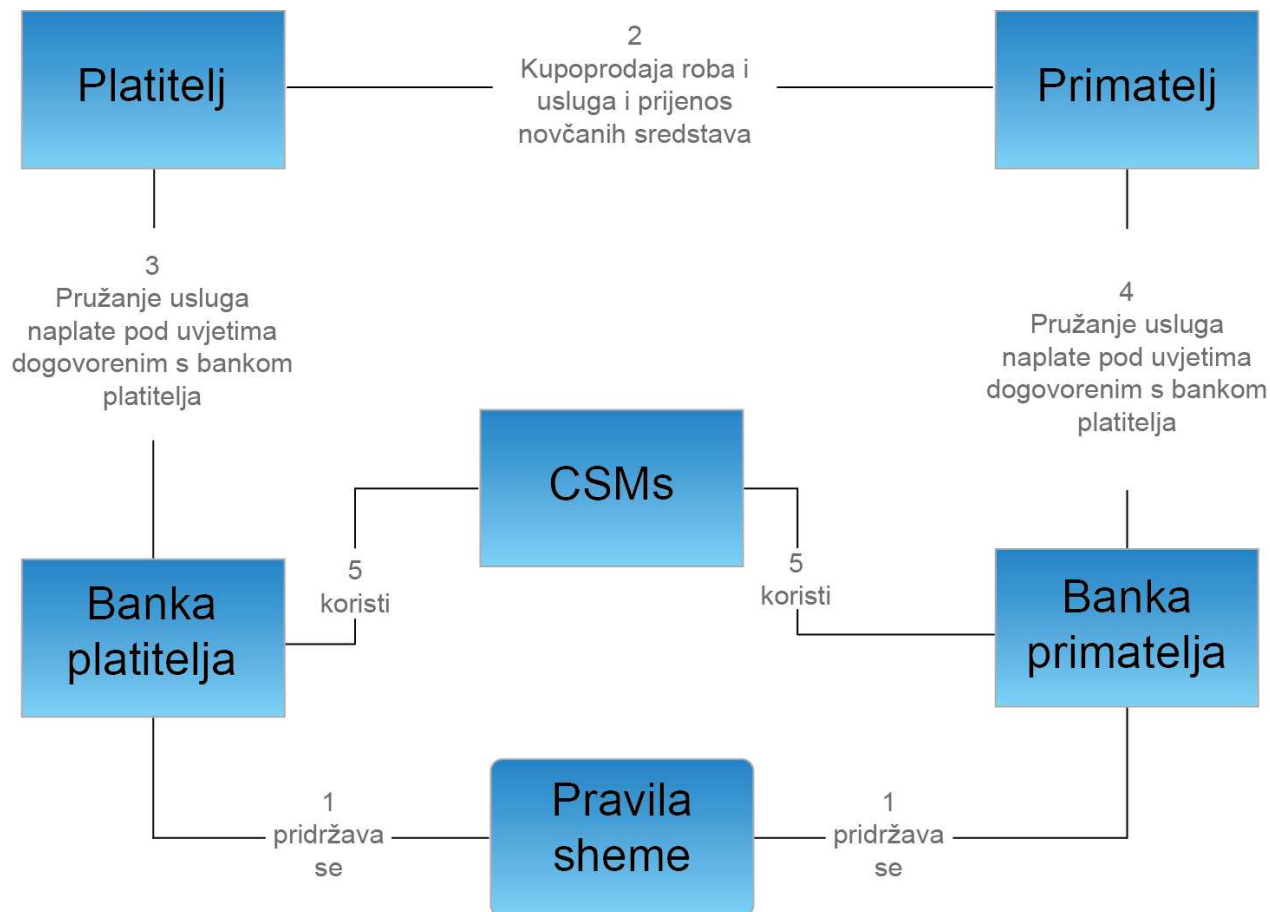 Platitelj
2
Kupoprodaja roba i
usluga i prijenos
novčanih sredstava
Primatelj
3
Pružanje usluga
naplate pod uvjetima
dogovorenim s bankom
platitelja
4
Pružanje usluga
naplate pod uvjetima
dogovorenim s bankom
platitelja
CSMs
5
koristi
5
koristi
Banka
platitelja
Banka
primatelja
1
pridržava
se
Pravila
sheme
1
pridržava
se